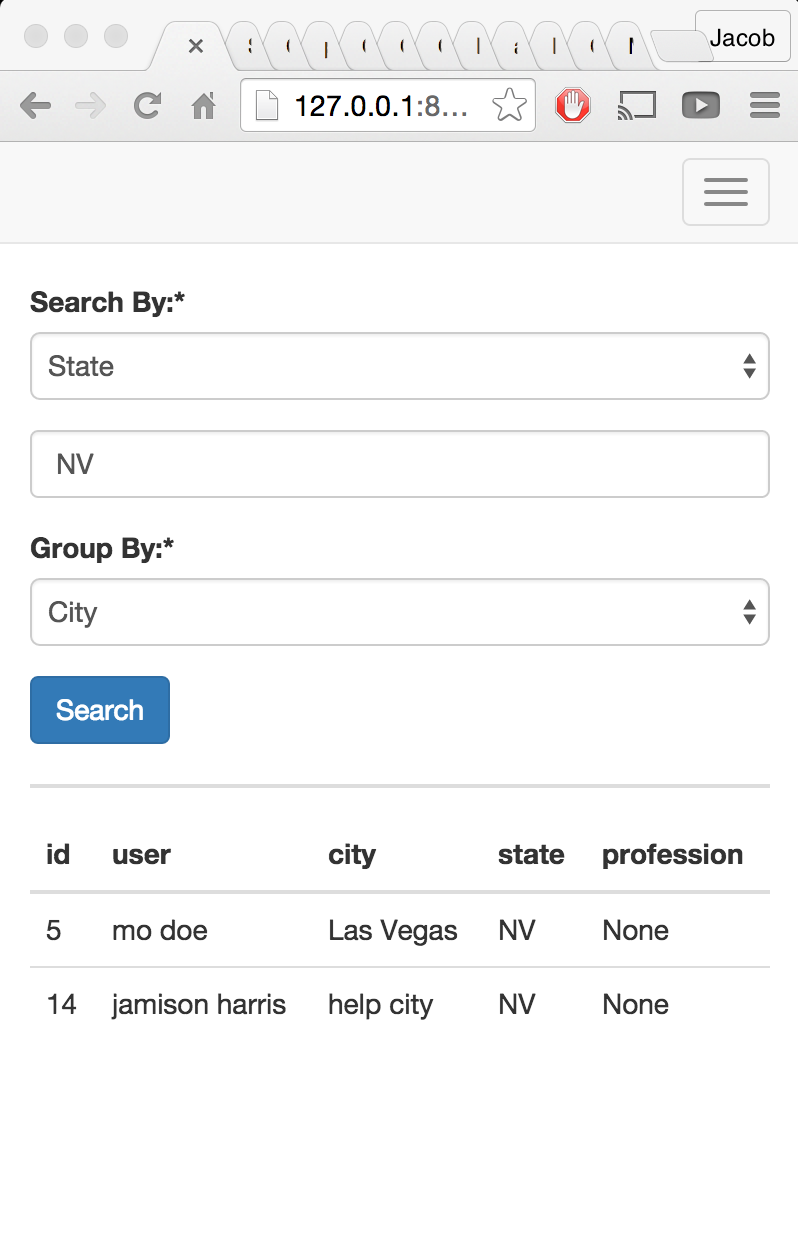 Jacob
127.0.0.1:8...
Search By:*
State
NV
Group By:*
City
Search
id user city state profession
5 mo doe Las Vegas NV None
14 jamison harris help city NV None